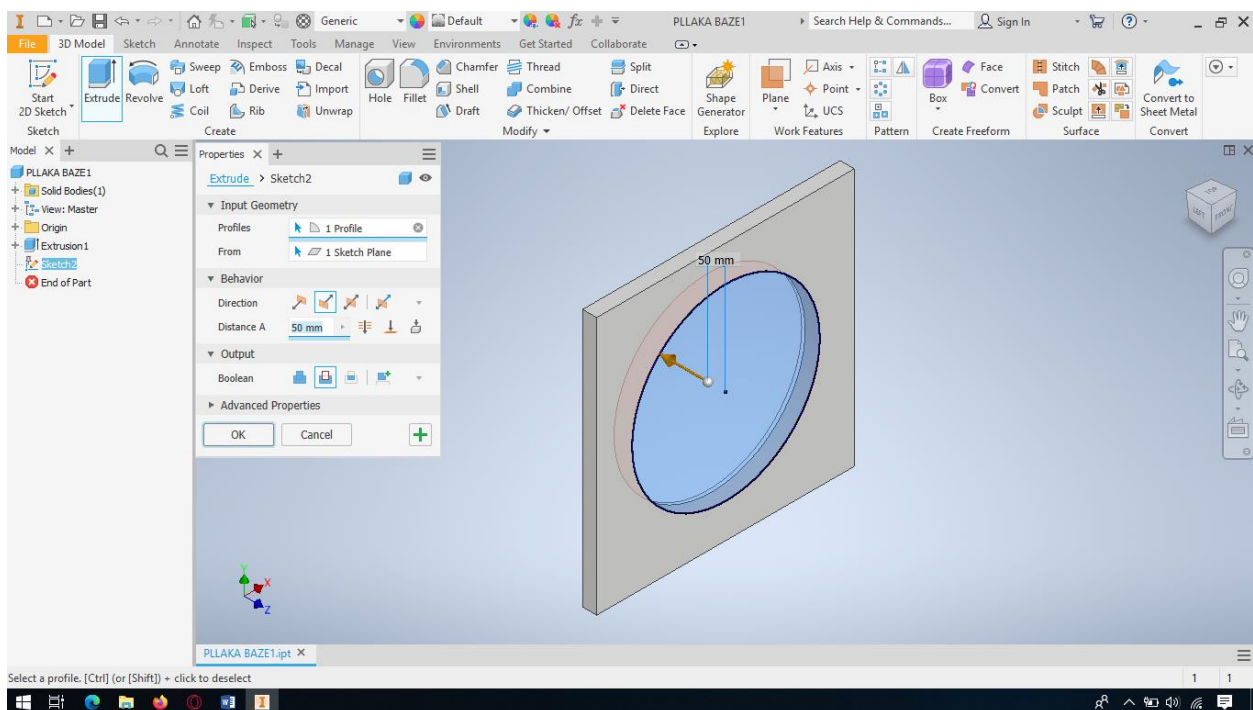 Generic Default fx PLLAKA BAZE1 Search Help & Commands... Sign In
File 3D Model Sketch Annotate Inspect Tools Manage View Environments Get Started Collaborate
Sweep Emboss Decal Chamfer Thread Split Axis Face Stitch
Loft Derive Import Shell Combine Direct Point Convert Patch
Start 2D Sketch Extrude Revolve Hole Fillet Shape Generator Plane Box Convert to Sheet Metal
Coil Rib Unwrap Draft Thicken/ Offset Delete Face UCS Sculpt
Sketch Create Modify Explore Work Features Pattern Create Freeform Surface Convert
Model
PLLAKA BAZE1
Solid Bodies(1)
View: Master
Origin
Extrusion1
Sketch2
End of Part
Properties
Extrude > Sketch2
Input Geometry
Profiles 1 Profile
From 1 Sketch Plane
Behavior
Direction
Distance A 50 mm
Output
Boolean
Advanced Properties
OK Cancel
50 mm
TOP
LEFT FRONT
Y
X
Z
PLLAKA BAZE1.ipt
Select a profile. [Ctrl] (or [Shift]) + click to deselect 1 1